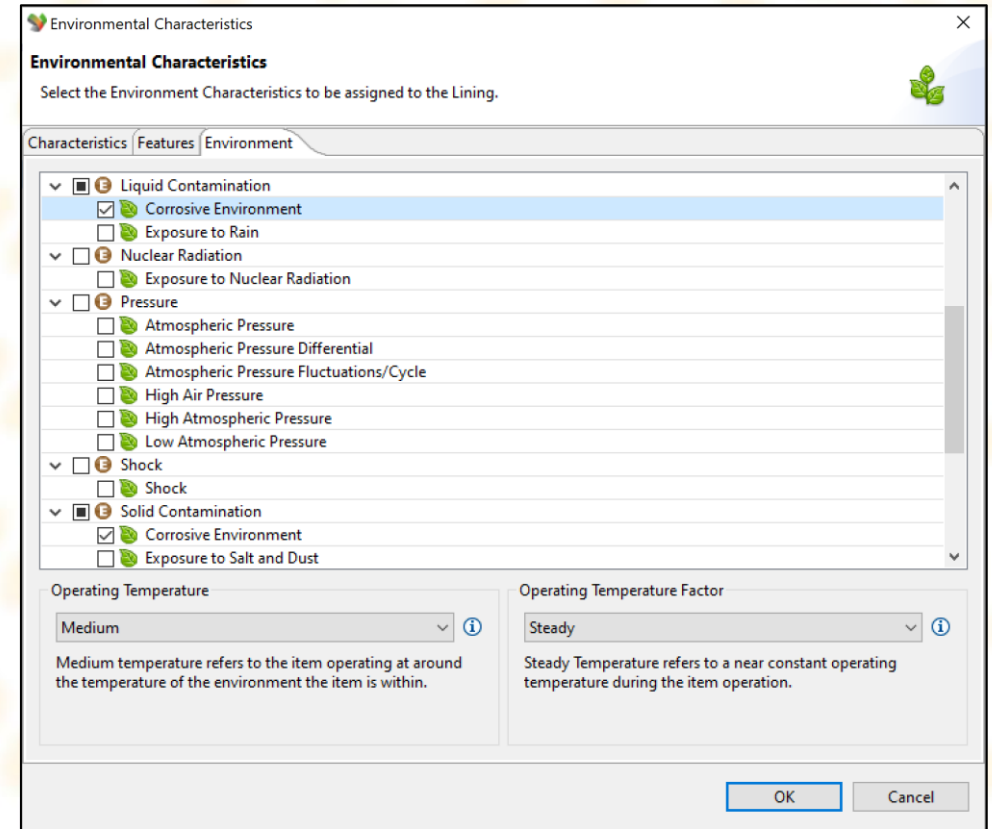 Environmental Characteristics
Environmental Characteristics
Select the Environment Characteristics to be assigned to the Lining.
Characteristics Features Environment
E Liquid Contamination
Corrosive Environment
Exposure to Rain
E Nuclear Radiation
Exposure to Nuclear Radiation
E Pressure
Atmospheric Pressure
Atmospheric Pressure Differential
Atmospheric Pressure Fluctuations/Cycle
High Air Pressure
High Atmospheric Pressure
Low Atmospheric Pressure
E Shock
Shock
E Solid Contamination
Corrosive Environment
Exposure to Salt and Dust
Operating Temperature
Medium
Medium temperature refers to the item operating at around
the temperature of the environment the item is within.
Operating Temperature Factor
Steady
Steady Temperature refers to a near constant operating
temperature during the item operation.
OK Cancel